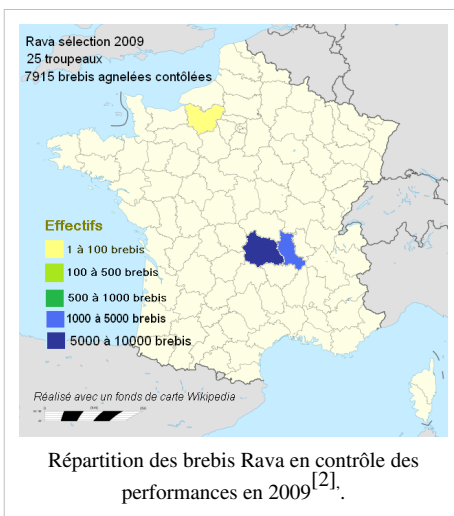 Rava sélection 2009
25 troupeaux
7915 brebis agnelées contôlées
Effectifs
1 à 100 brebis
100 à 500 brebis
500 à 1000 brebis
1000 à 5000 brebis
5000 à 10000 brebis
Réalisé avec un fonds de carte Wikipedia
Répartition des brebis Rava en contrôle des
performances en 2009[2],.